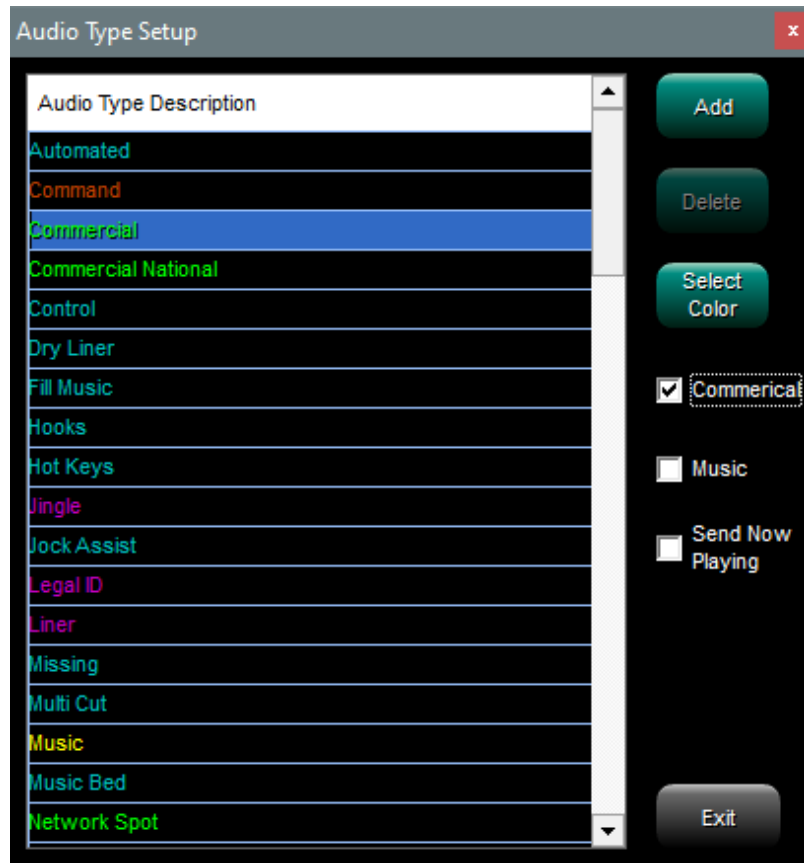 Audio Type Setup
x
Audio Type Description
Automated
Command
Commercial
Commercial National
Control
Dry Liner
Fill Music
Hooks
Hot Keys
Jingle
Jock Assist
Legal ID
Liner
Missing
Multi Cut
Music
Music Bed
Network Spot
Add
Delete
Select
Color
Commerical
Music
Send Now
Playing
Exit